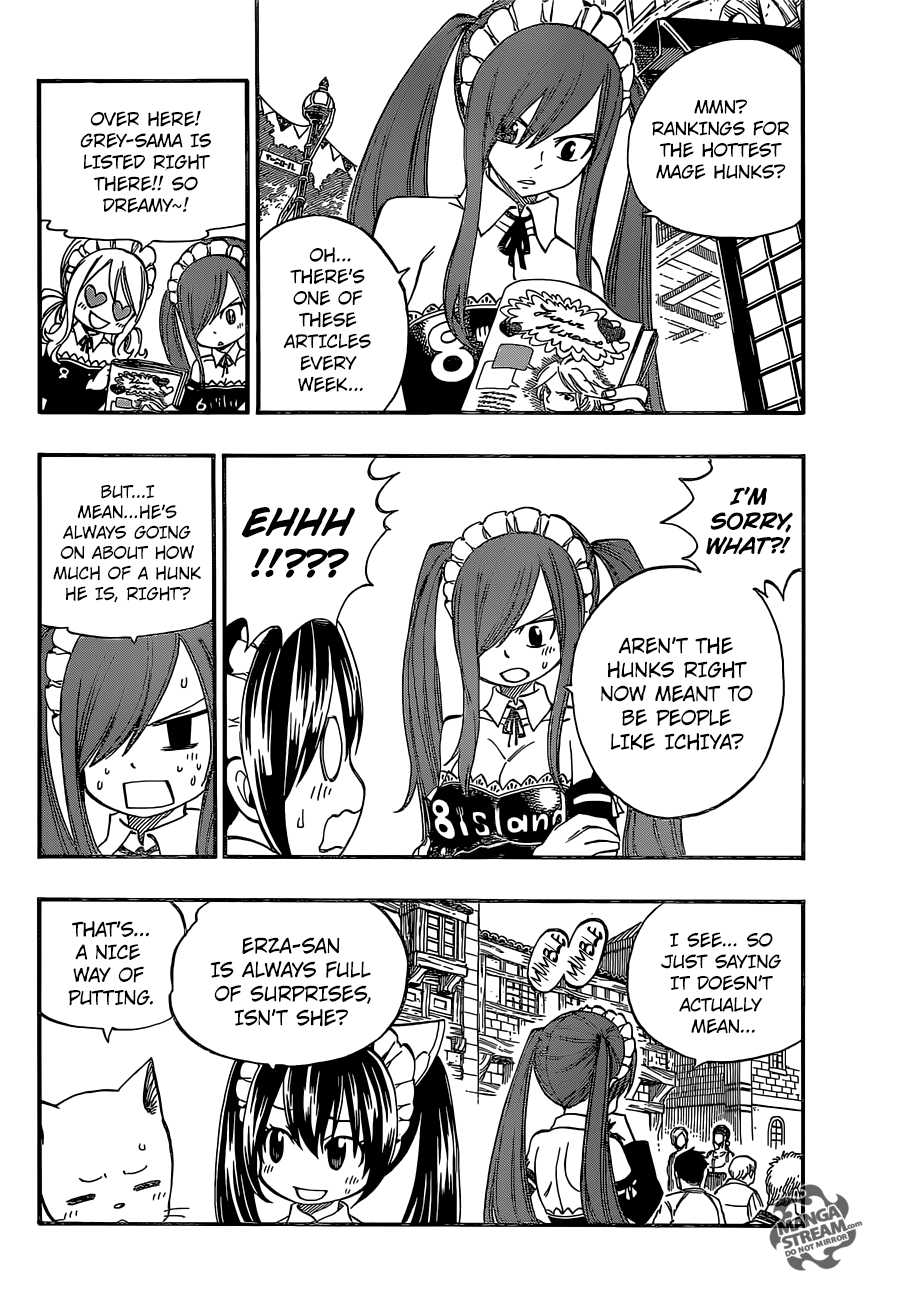 MMN?
RANKINGS FOR
THE HOTTEST
MAGE HUNKS?
OH...
THERE'S
ONE OF
THESE
ARTICLES
EVERY
WEEK...
OVER HERE!
GREY-SAMA IS
LISTED RIGHT
THERE!! SO
DREAMY~!
8
6
I'M
SORRY,
WHAT?!
AREN'T THE
HUNKS RIGHT
NOW MEANT TO
BE PEOPLE
LIKE ICHIYA?
8island
EHHH
!!???
BUT...I
MEAN...HE'S
ALWAYS GOING
ON ABOUT HOW
MUCH OF A HUNK
HE IS, RIGHT?
I SEE... SO
JUST SAYING
IT DOESN'T
ACTUALLY
MEAN...
MUMBLE
MUMBLE
ERZA-SAN
IS ALWAYS FULL
OF SURPRISES,
ISN'T SHE?
THAT'S...
A NICE
WAY OF
PUTTING.
MANGA
STREAM.com
DO NOT MIRROR